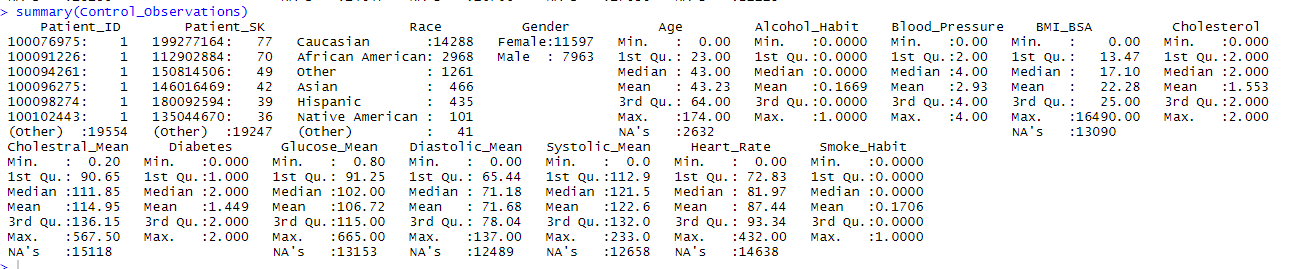 > summary(Control_Observations)
Patient_ID Patient_SK Race Gender Age Alcohol_Habit Blood_Pressure BMI_BSA Cholesterol
100076975: 1 199277164: 77 Caucasian :14288 Female:11597 Min. : 0.00 Min. :0.0000 Min. :0.00 Min. : 0.00 Min. :0.000
100091226: 1 112902884: 70 African American: 2968 Male : 7963 1st Qu.: 23.00 1st Qu.:0.0000 1st Qu.:2.00 1st Qu.: 13.47 1st Qu.:2.000
100094261: 1 150814506: 49 Other : 1261 Median : 43.00 Median :0.0000 Median :4.00 Median : 17.10 Median :2.000
100096275: 1 146016469: 42 Asian : 466 Mean : 43.23 Mean :0.1669 Mean :2.93 Mean : 22.28 Mean :1.553
100098274: 1 180092594: 39 Hispanic : 435 3rd Qu.: 64.00 3rd Qu.:0.0000 3rd Qu.:4.00 3rd Qu.: 25.00 3rd Qu.:2.000
100102443: 1 135044670: 36 Native American : 101 Max. :174.00 Max. :1.0000 Max. :4.00 Max. :16490.00 Max. :2.000
(Other) :19554 (Other) :19247 (Other) : 41 NA's :2632 NA's :13090
Cholestral_Mean Diabetes Glucose_Mean Diastolic_Mean Systolic_Mean Heart_Rate Smoke_Habit
Min. : 0.20 Min. :0.000 Min. : 0.80 Min. : 0.00 Min. : 0.0 Min. : 0.00 Min. :0.0000
1st Qu.: 90.65 1st Qu.:1.000 1st Qu.: 91.25 1st Qu.: 65.44 1st Qu.:112.9 1st Qu.: 72.83 1st Qu.:0.0000
Median :111.85 Median :2.000 Median :102.00 Median : 71.18 Median :121.5 Median : 81.97 Median :0.0000
Mean :114.95 Mean :1.449 Mean :106.72 Mean : 71.68 Mean :122.6 Mean : 87.44 Mean :0.1706
3rd Qu.:136.15 3rd Qu.:2.000 3rd Qu.:115.00 3rd Qu.: 78.04 3rd Qu.:132.0 3rd Qu.: 93.34 3rd Qu.:0.0000
Max. :567.50 Max. :2.000 Max. :665.00 Max. :137.00 Max. :233.0 Max. :432.00 Max. :1.0000
NA's :15118 NA's :13153 NA's :12489 NA's :12658 NA's :14638
>